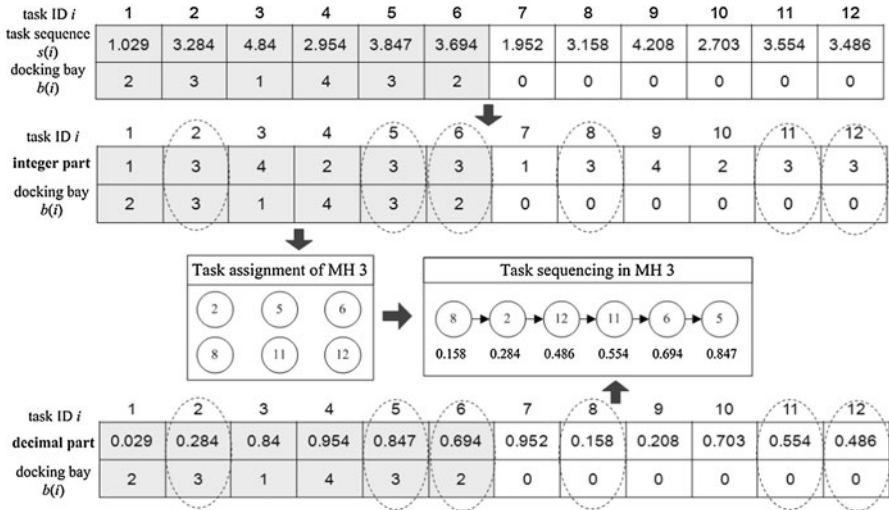 task ID i 1 2 3 4 5 6 7 8 9 10 11 12
task sequence s(i) 1.029 3.284 4.84 2.954 3.847 3.694 1.952 3.158 4.208 2.703 3.554 3.486
docking bay b(i) 2 3 1 4 3 2 0 0 0 0 0 0
task ID i 1 2 3 4 5 6 7 8 9 10 11 12
integer part 1 3 4 2 3 3 1 3 4 2 3 3
docking bay b(i) 2 3 1 4 3 2 0 0 0 0 0 0
Task assignment of MH 3
2 5 6
8 11 12
Task sequencing in MH 3
8 2 12 11 6 5
0.158 0.284 0.486 0.554 0.694 0.847
task ID i 1 2 3 4 5 6 7 8 9 10 11 12
decimal part 0.029 0.284 0.84 0.954 0.847 0.694 0.952 0.158 0.208 0.703 0.554 0.486
docking bay b(i) 2 3 1 4 3 2 0 0 0 0 0 0